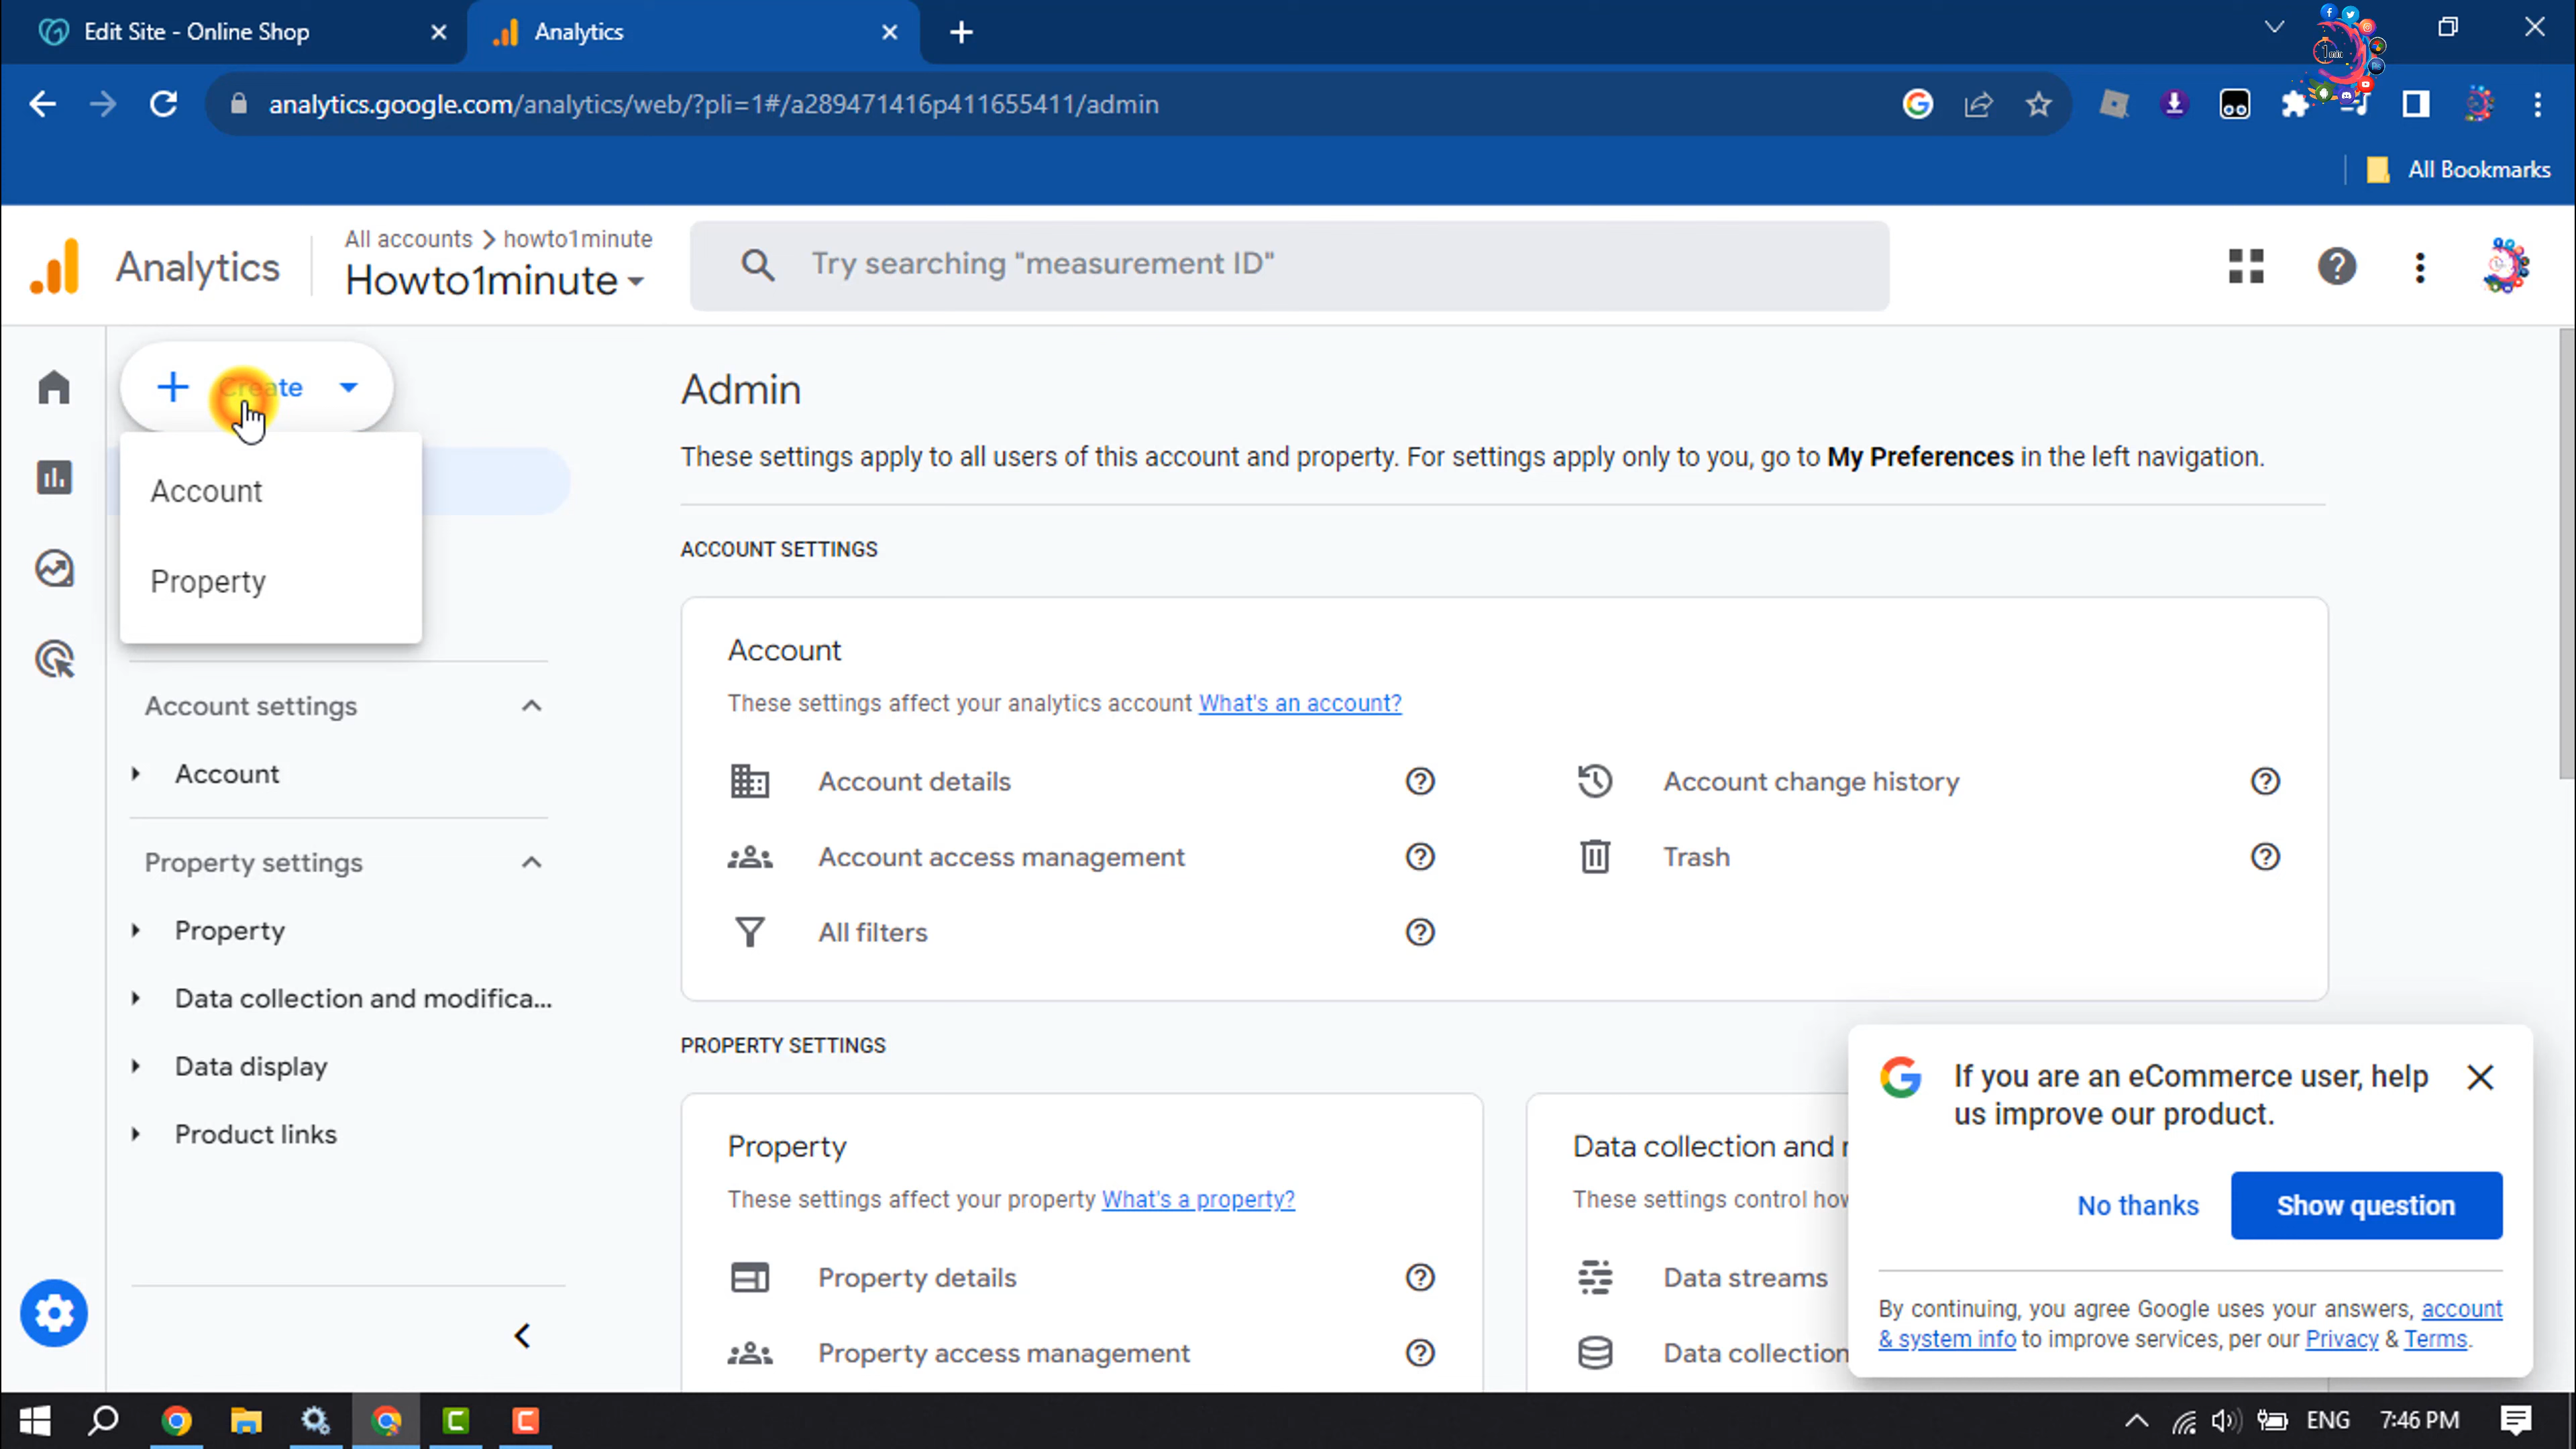 Edit Site - Online Shop
Analytics
analytics.google.com/analytics/web/?pli=1#/a289471416p411655411/admin
All Bookmarks
Analytics
All accounts > howto1minute
Howto1minute
Try searching "measurement ID"
Create
Account
Property
Account settings
Account
Property settings
Property
Data collection and modifica...
Data display
Product links
Admin
These settings apply to all users of this account and property. For settings apply only to you, go to My Preferences in the left navigation.
ACCOUNT SETTINGS
Account
These settings affect your analytics account What's an account?
Account details
Account change history
Account access management
Trash
All filters
PROPERTY SETTINGS
Property
These settings affect your property What's a property?
Property details
Property access management
Data collection and
These settings control
Data streams
Data collection
If you are an eCommerce user, help
us improve our product.
No thanks
Show question
By continuing, you agree Google uses your answers, account
& system info to improve services, per our Privacy & Terms.
ENG
7:46 PM